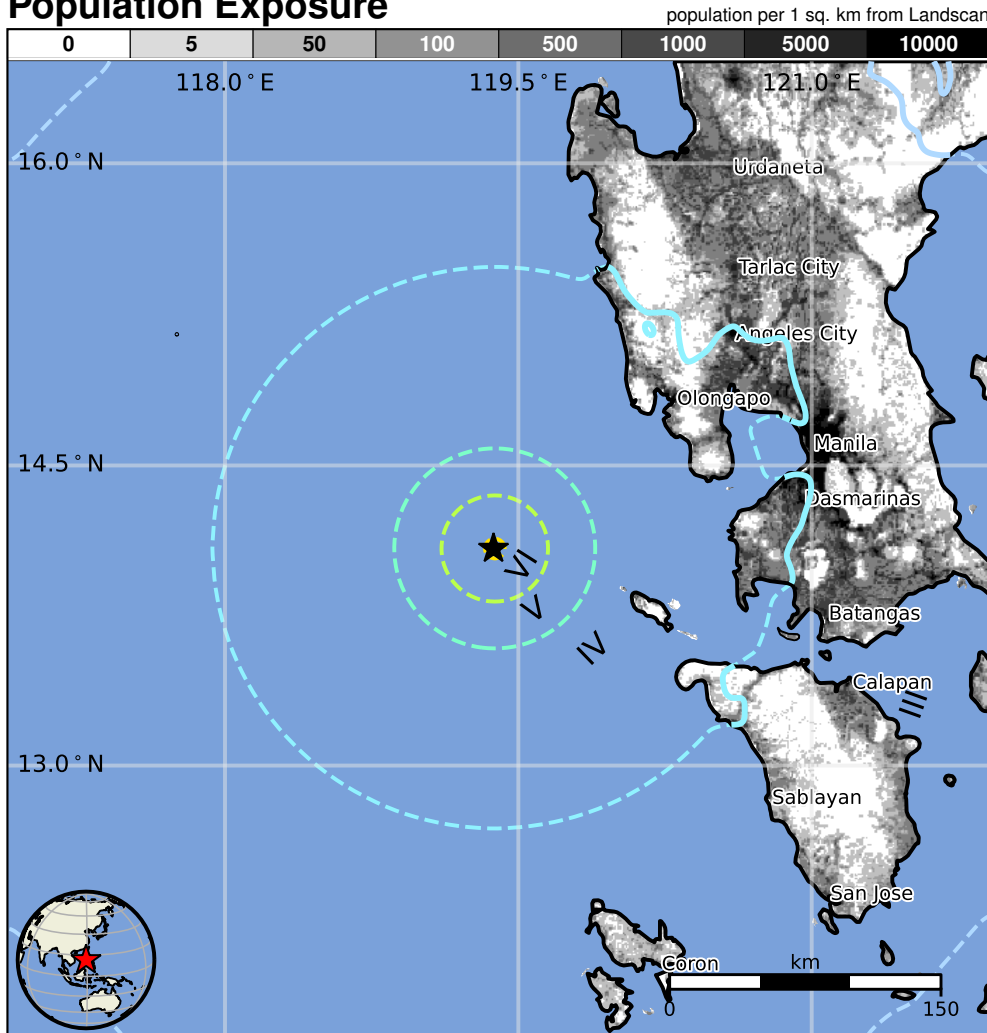 Population Exposure
population per 1 sq. km from Landscan
0 5 50 100 500 1000 5000 10000
118.0°E 119.5°E 121.0°E
16.0°N
Urdaneta
Tarlac City
Angeles City
Olongapo
Manila
14.5°N
Dasmarinas
VI
V
Batangas
IV
Calapan
III
13.0°N
Sablayan
San Jose
Coron
km
0 150